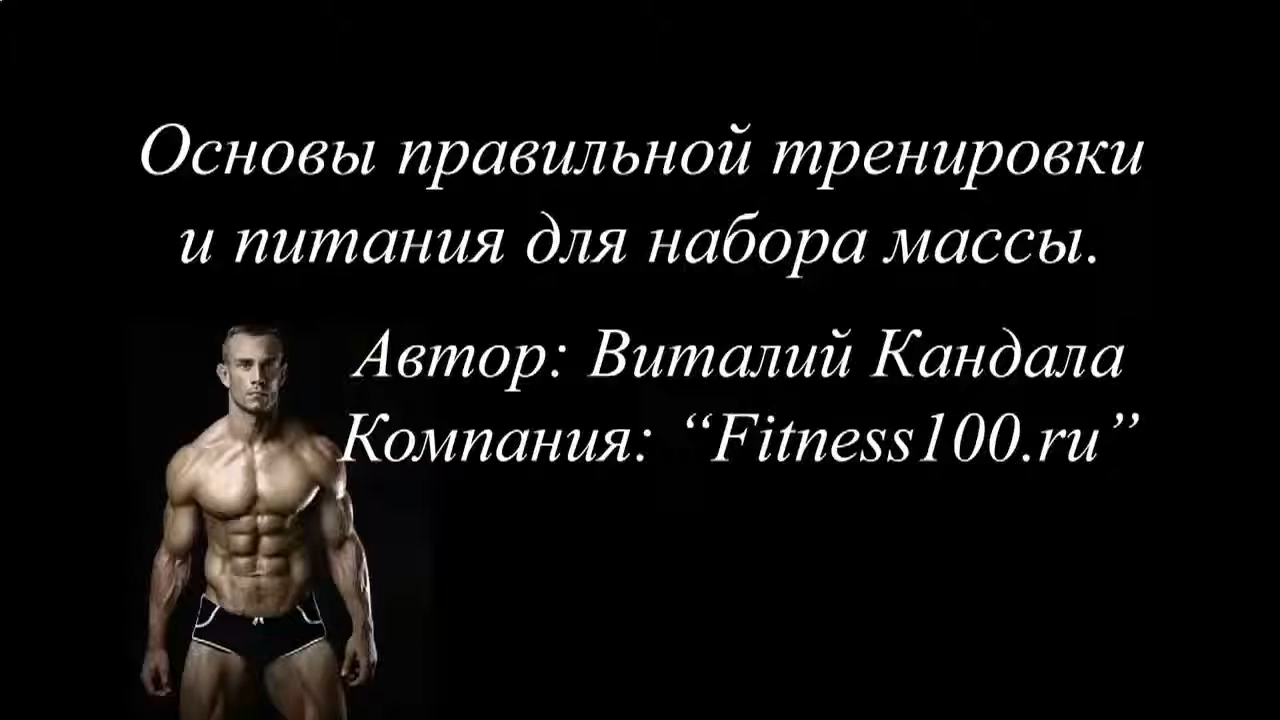 Основы правильной тренировки
и питания для набора массы.
Автор: Виталий Кандала
Компания: “Fitness100.ru”